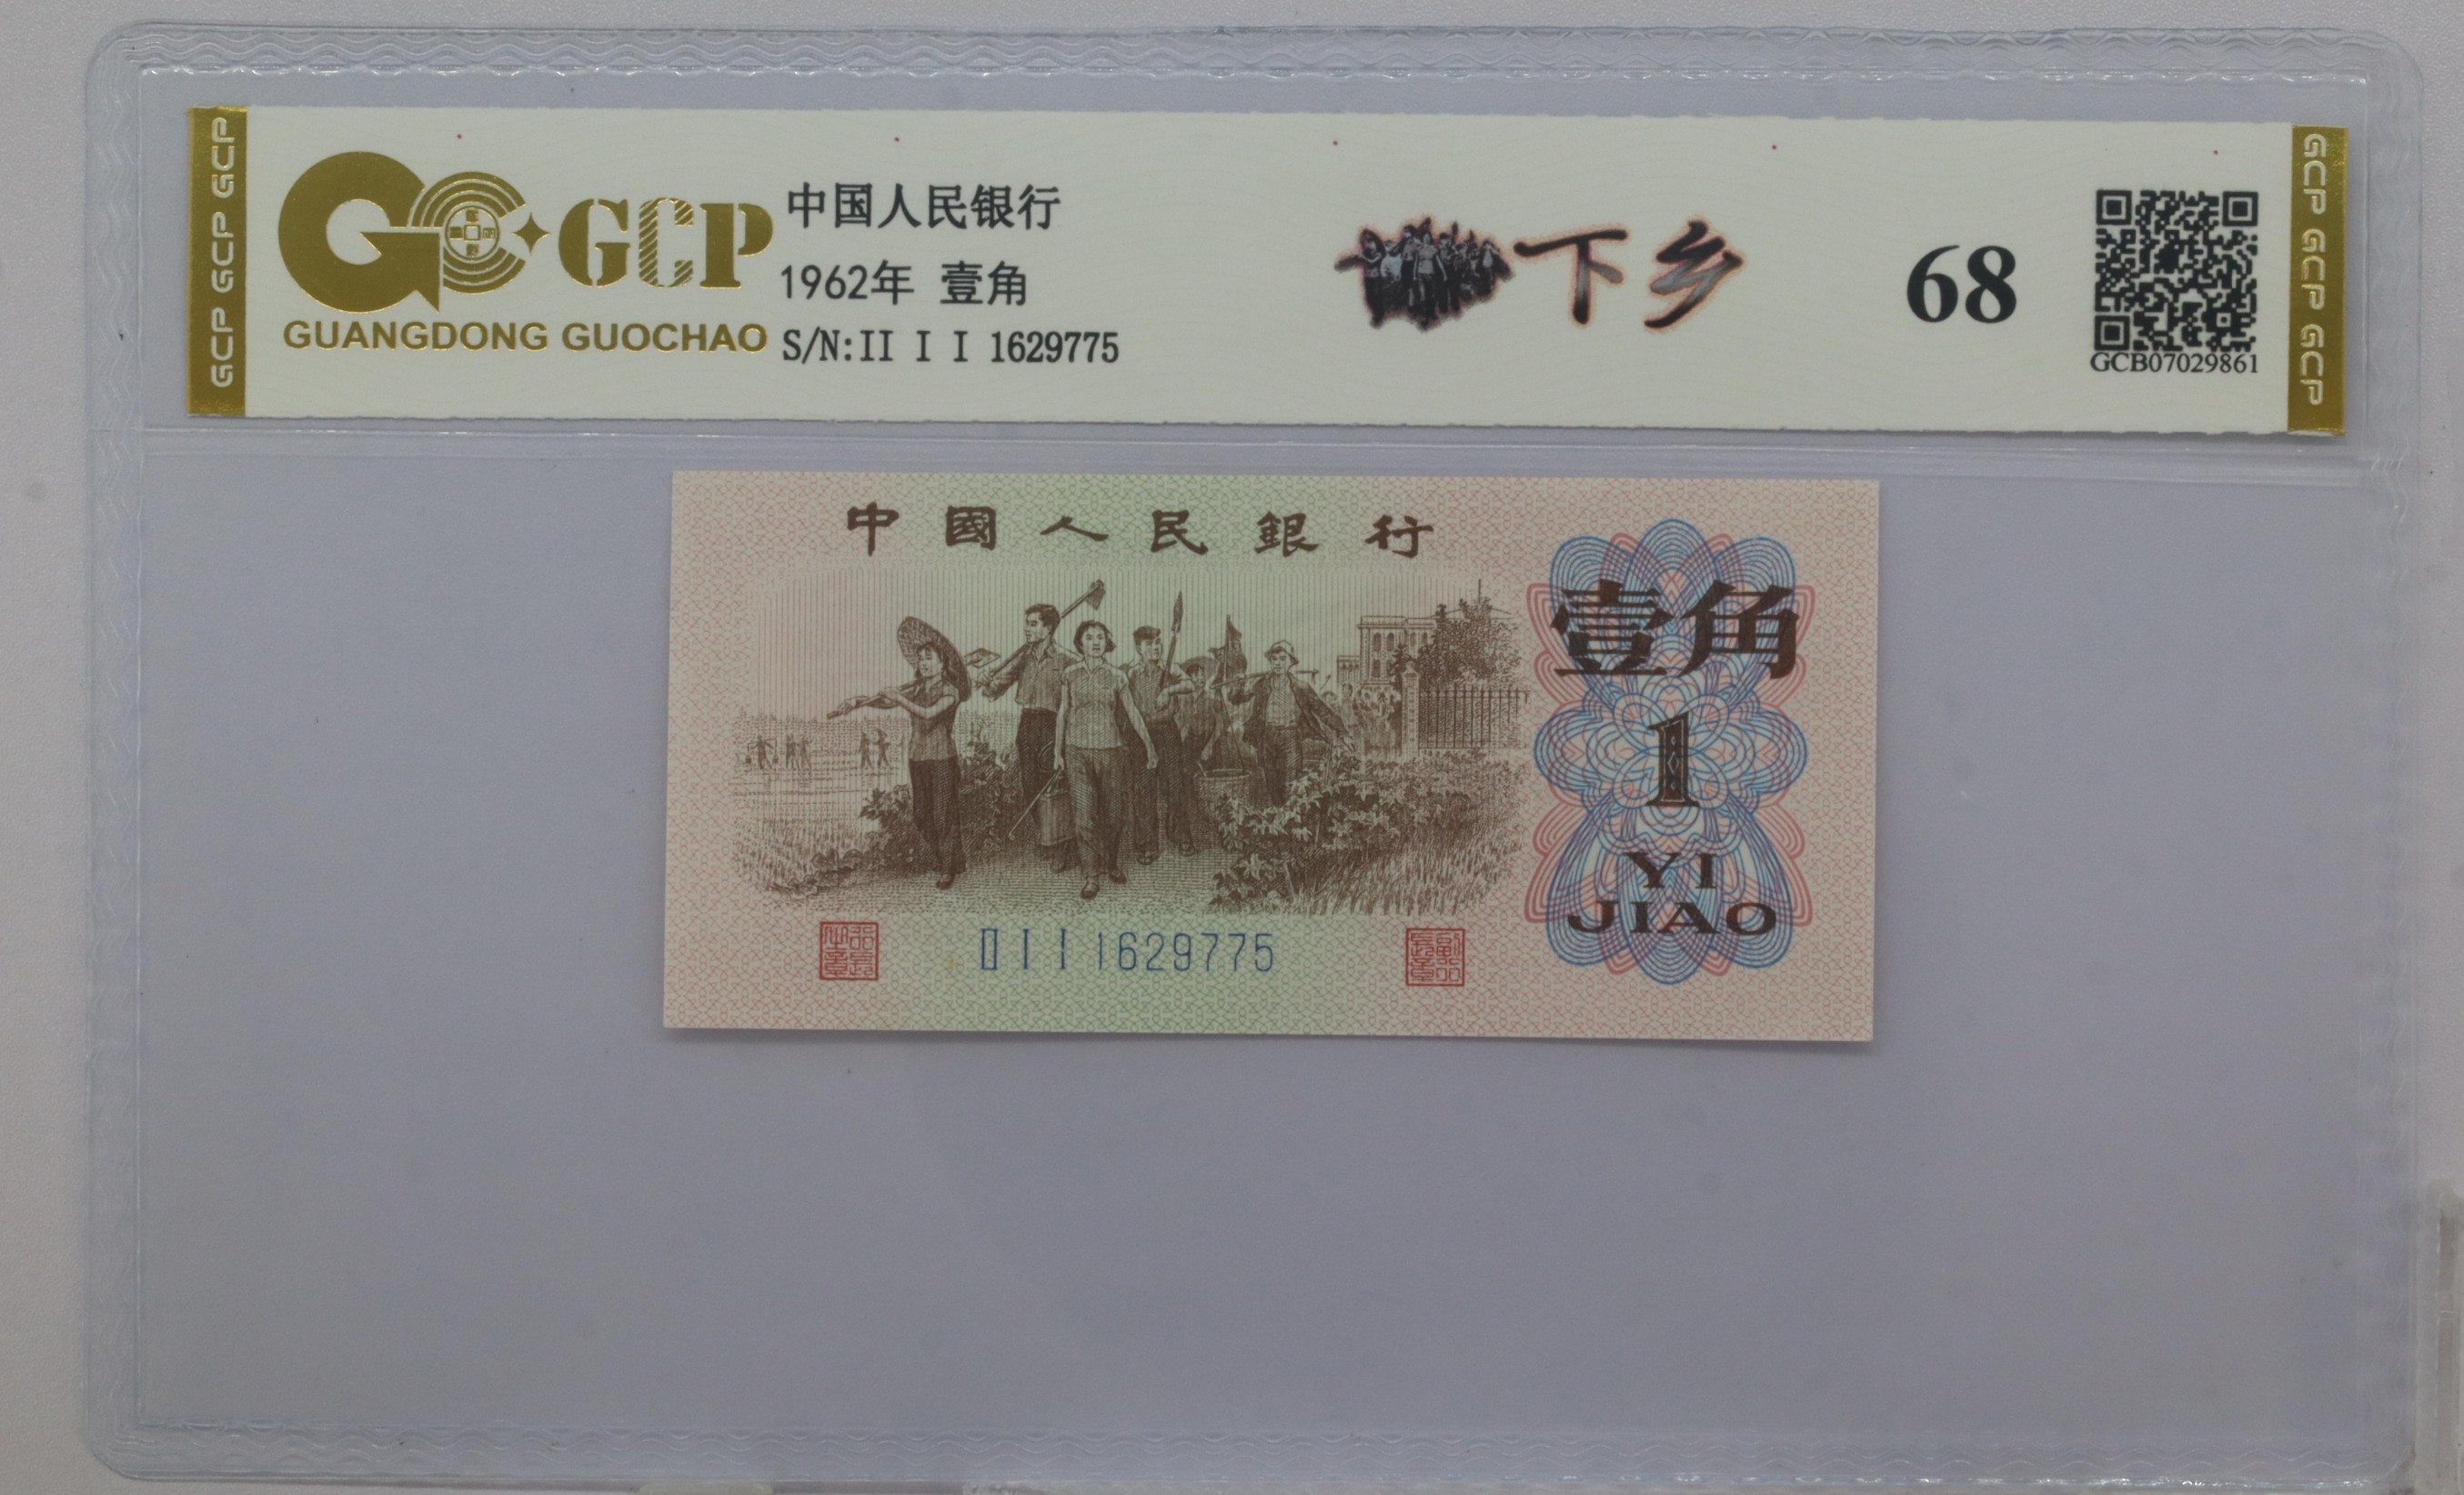 GCP GCP GCP
GCP
GUANGDONG GUOCHAO
中国人民银行
1962年 壹角
S/N:II I I 1629775
下乡
68
GCB07029861
GCP GCP GCP
中國人民銀行
壹角
1
YI
JIAO
II I I 1629775